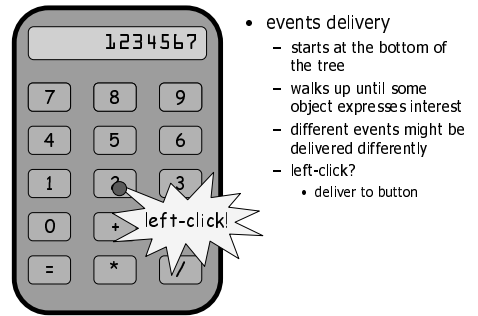 1234567
7 8 9
4 5 6
1 2 3
0 +
= * /
left-click!
• events delivery
– starts at the bottom of
the tree
– walks up until some
object expresses interest
– different events might be
delivered differently
– left-click?
• deliver to button